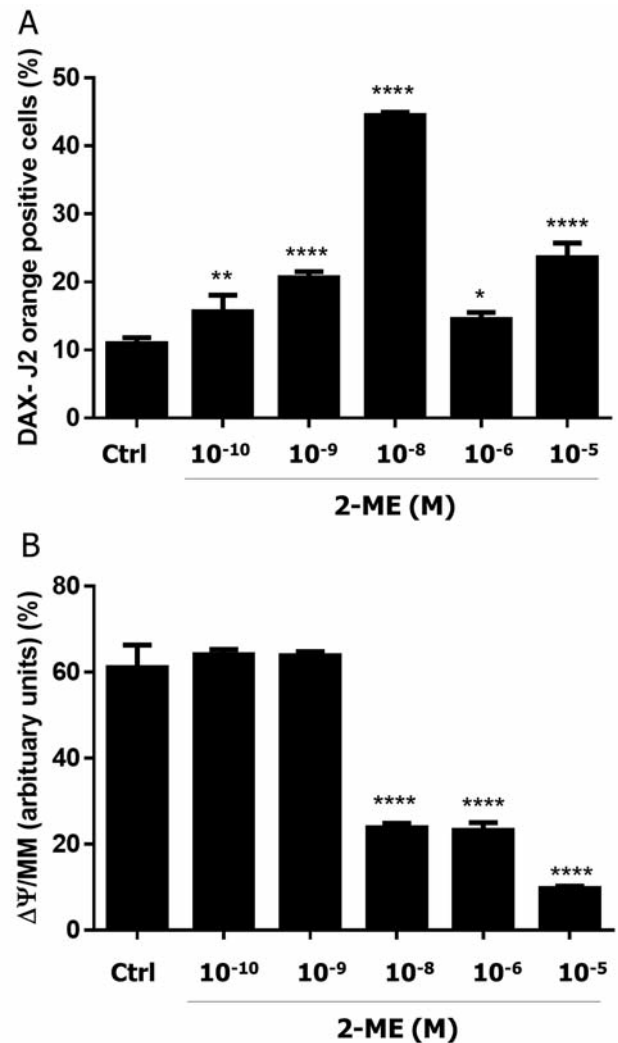 A
DAX- J2 orange positive cells (%)
50
40
30
20
10
0
**
****
****
*
****
Ctrl 10⁻¹⁰ 10⁻⁹ 10⁻⁸ 10⁻⁶ 10⁻⁵
2-ME (M)
B
ΔΨ/MM (arbituary units) (%)
80
60
40
20
0
****
****
****
Ctrl 10⁻¹⁰ 10⁻⁹ 10⁻⁸ 10⁻⁶ 10⁻⁵
2-ME (M)